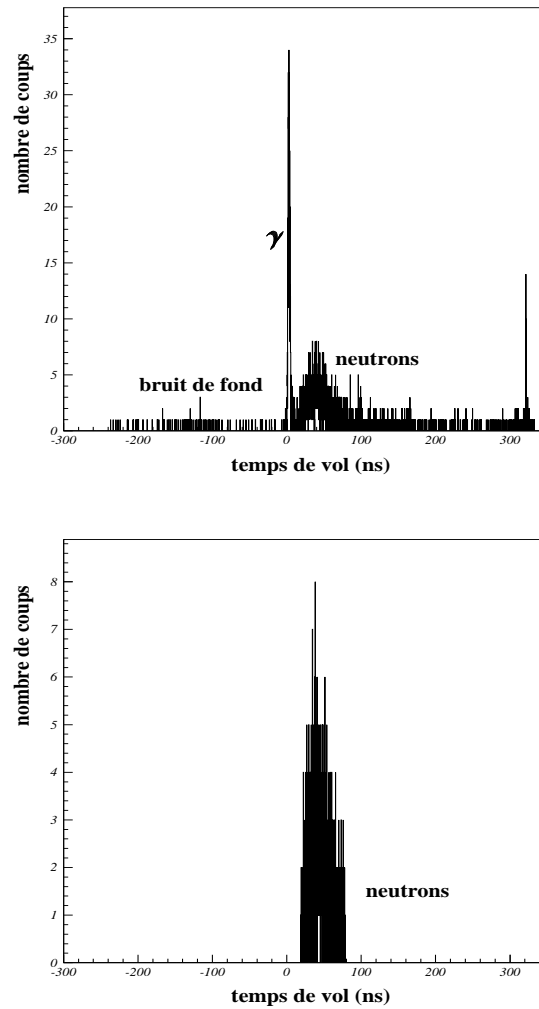 nombre de coups
35
30
25
20
15
10
5
0
γ
neutrons
bruit de fond
-300 -200 -100 0 100 200 300
temps de vol (ns)
nombre de coups
8
7
6
5
4
3
2
1
0
neutrons
-300 -200 -100 0 100 200 300
temps de vol (ns)